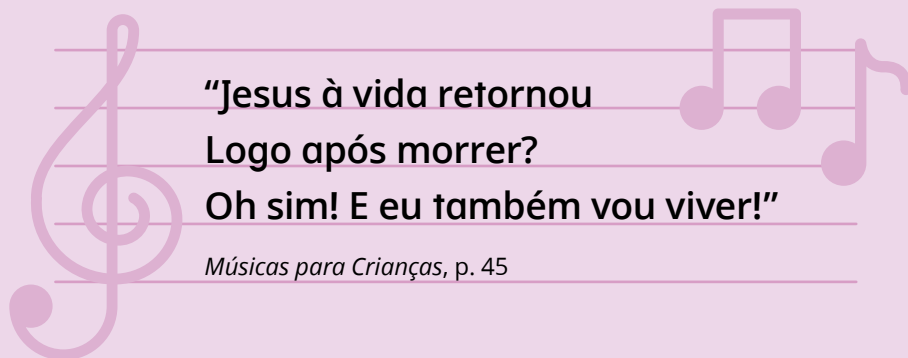 “Jesus à vida retornou
Logo após morrer?
Oh sim! E eu também vou viver!”
Músicas para Crianças, p. 45